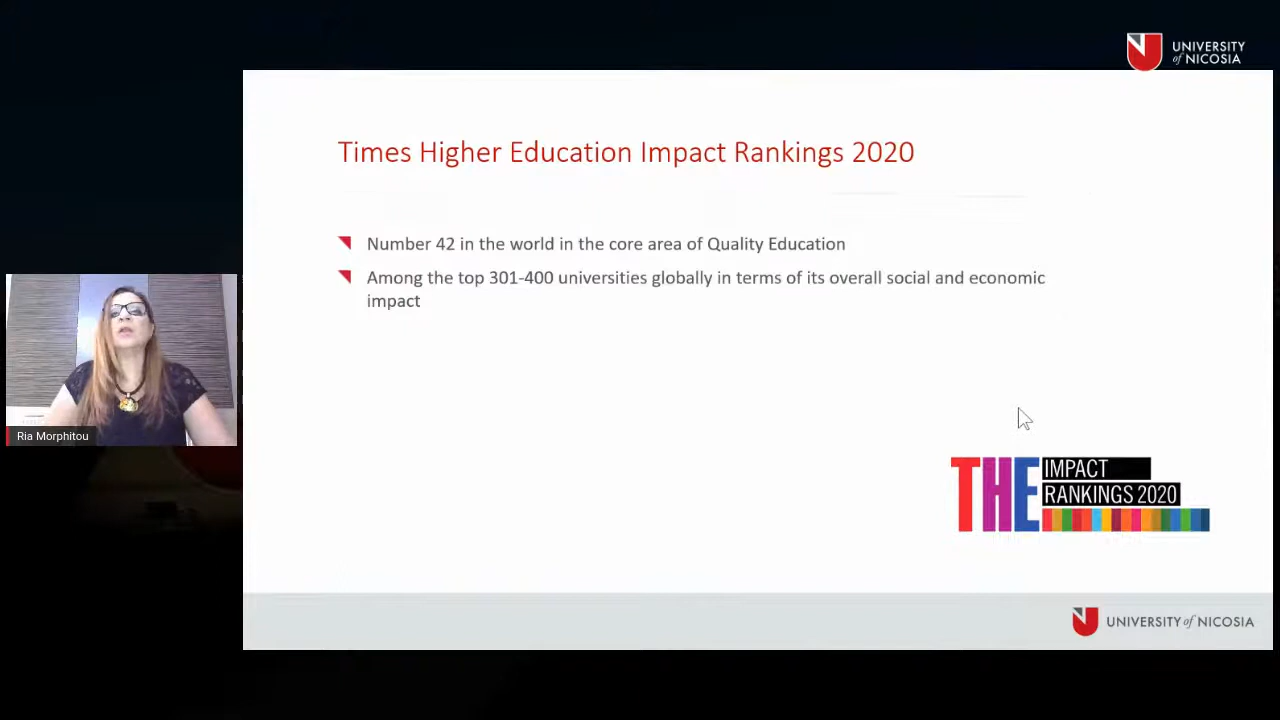 UNIVERSITY
of NICOSIA
Times Higher Education Impact Rankings 2020
Number 42 in the world in the core area of Quality Education
Among the top 301-400 universities globally in terms of its overall social and economic
impact
Ria Morphitou
THE IMPACT
RANKINGS 2020
UNIVERSITY of NICOSIA